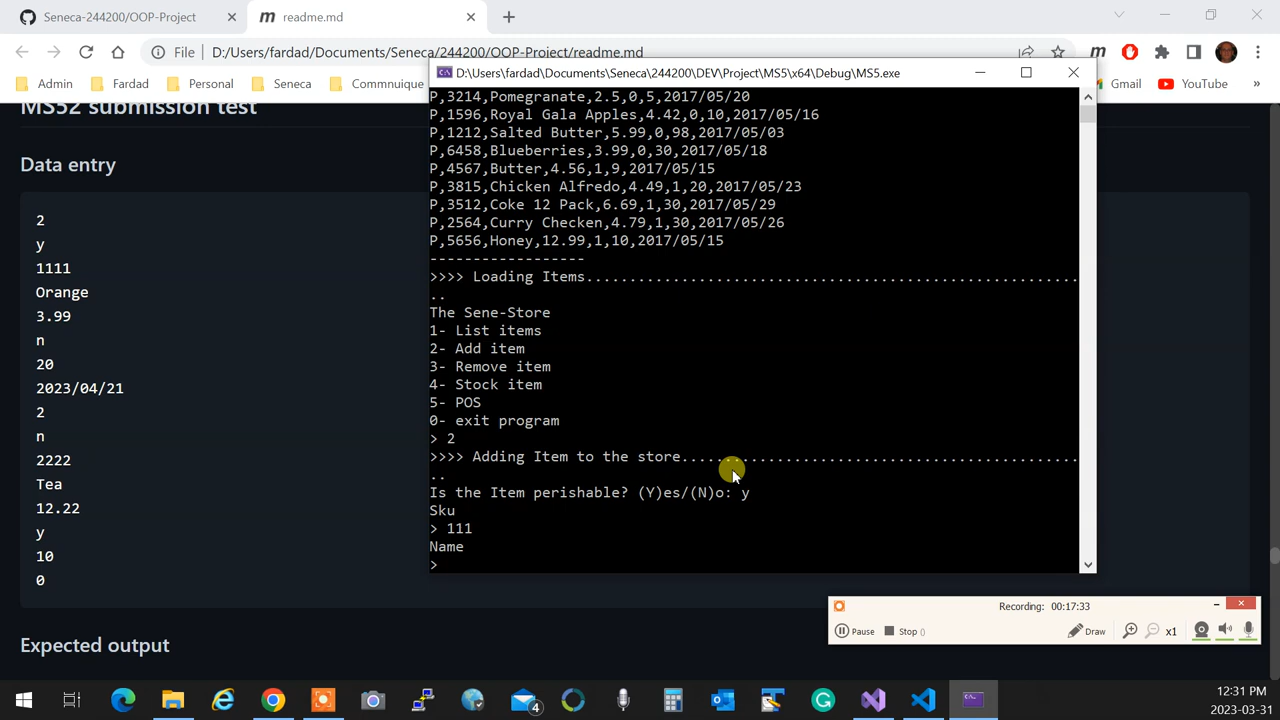 Seneca-244200/OOP-Project
readme.md
File
D:/Users/fardad/Documents/Seneca/244200/OOP-Project/readme.md
Admin
Fardad
Personal
Seneca
Commnuique
Gmail
YouTube
D:\Users\fardad\Documents\Seneca\244200\DEV\Project\MS5\x64\Debug\MS5.exe
MS52 submission test
Data entry
2
y
1111
Orange
3.99
n
20
2023/04/21
2
n
2222
Tea
12.22
y
10
0
Expected output
P,3214,Pomegranate,2.5,0,5,2017/05/20
P,1596,Royal Gala Apples,4.42,0,10,2017/05/16
P,1212,Salted Butter,5.99,0,98,2017/05/03
P,6458,Blueberries,3.99,0,30,2017/05/18
P,4567,Butter,4.56,1,9,2017/05/15
P,3815,Chicken Alfredo,4.49,1,20,2017/05/23
P,3512,Coke 12 Pack,6.69,1,30,2017/05/29
P,2564,Curry Checken,4.79,1,30,2017/05/26
P,5656,Honey,12.99,1,10,2017/05/15
------------------
>>>> Loading Items..........................................................
..
The Sene-Store
1- List items
2- Add item
3- Remove item
4- Stock item
5- POS
0- exit program
> 2
>>>> Adding Item to the store...............................................
..
Is the Item perishable? (Y)es/(N)o: y
Sku
> 111
Name
>
Recording: 00:17:33
Pause
Stop ()
Draw
x1
4
12:31 PM
2023-03-31